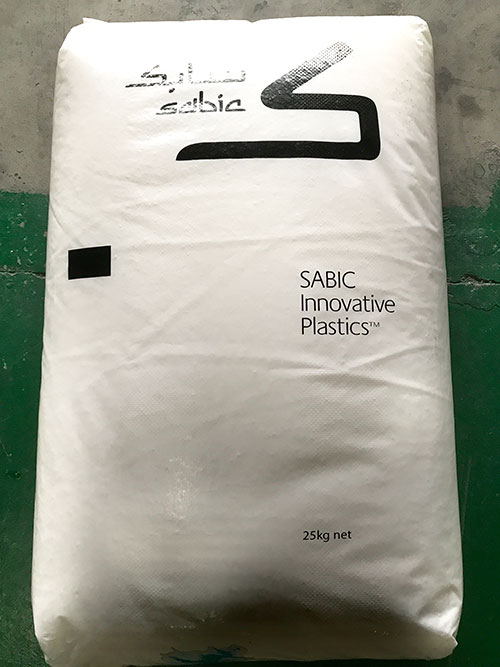 سابك
sabic
SABIC
Innovative
Plastics™
25kg net